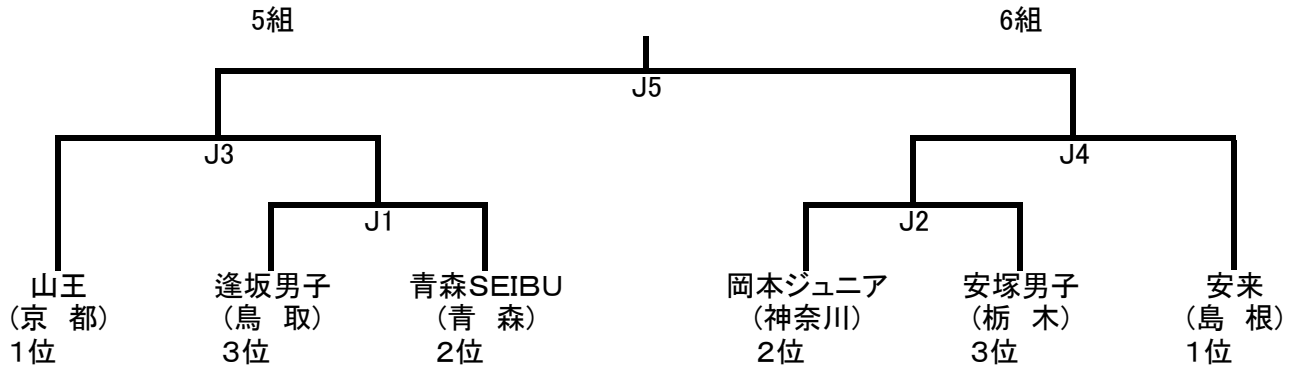 5組 6組
J5
J3 J4
J1 J2
山王 逢坂男子 青森SEIBU 岡本ジュニア 安塚男子 安来
(京　都) (鳥　取) (青　森) (神奈川) (栃　木) (島　根)
1位 3位 2位 2位 3位 1位